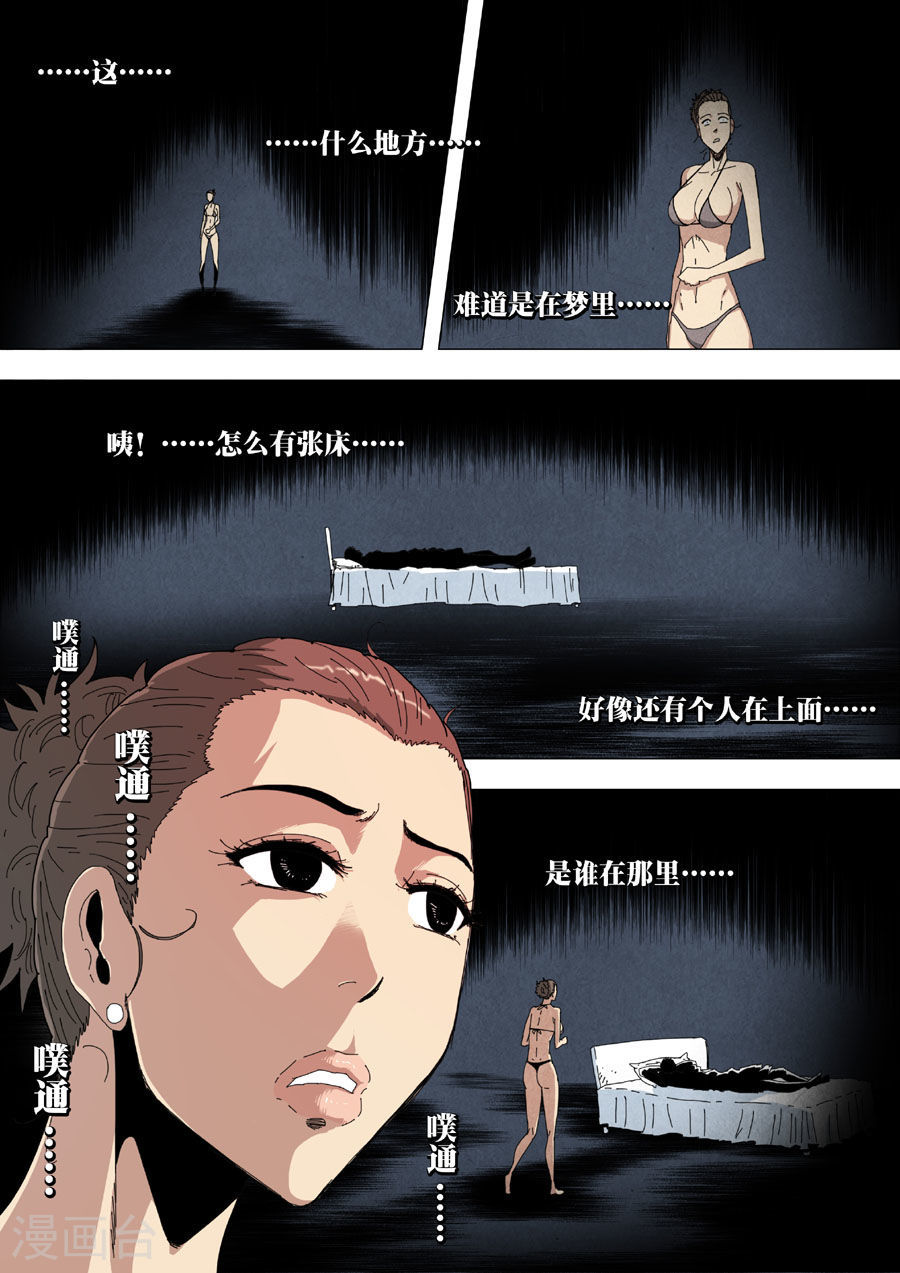 ……这……
……什么地方……
难道是在梦里……
咦！……怎么有张床……
好像还有个人在上面……
噗通……
噗通……
是谁在那里……
噗通……
噗通……
漫画台